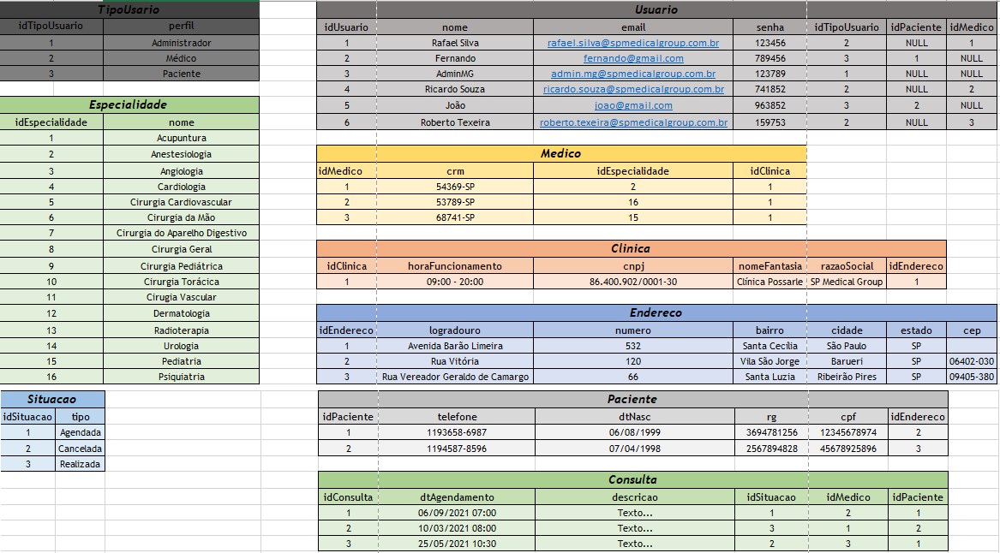 TipoUsario
idTipoUsuario perfil
1 Administrador
2 Médico
3 Paciente
Especialidade
idEspecialidade nome
1 Acupuntura
2 Anestesiologia
3 Angiologia
4 Cardiologia
5 Cirurgia Cardiovascular
6 Cirurgia da Mão
7 Cirurgia do Aparelho Digestivo
8 Cirurgia Geral
9 Cirurgia Pediátrica
10 Cirurgia Torácica
11 Cirugia Vascular
12 Dermatologia
13 Radioterapia
14 Urologia
15 Pediatria
16 Psiquiatria
Situacao
idSituacao tipo
1 Agendada
2 Cancelada
3 Realizada
Usuario
idUsuario nome email senha idTipoUsuario idPaciente idMedico
1 Rafael Silva rafael.silva@spmedicalgroup.com.br 123456 2 NULL 1
2 Fernando fernando@gmail.com 789456 3 1 NULL
3 AdminMG admin.mg@spmedicalgroup.com.br 123789 1 NULL NULL
4 Ricardo Souza ricardo.souza@spmedicalgroup.com.br 741852 2 NULL 2
5 João joao@gmail.com 963852 3 2 NULL
6 Roberto Texeira roberto.texeira@spmedicalgroup.com.br 159753 2 NULL 3
Medico
idMedico crm idEspecialidade idClinica
1 54369-SP 2 1
2 53789-SP 16 1
3 68741-SP 15 1
Clinica
idClinica horaFuncionamento cnpj nomeFantasia razaoSocial idEndereco
1 09:00 - 20:00 86.400.902/0001-30 Clínica Possarle SP Medical Group 1
Endereco
idEndereco logradouro numero bairro cidade estado cep
1 Avenida Barão Limeira 532 Santa Cecília São Paulo SP
2 Rua Vitória 120 Vila São Jorge Barueri SP 06402-030
3 Rua Vereador Geraldo de Camargo 66 Santa Luzia Ribeirão Pires SP 09405-380
Paciente
idPaciente telefone dtNasc rg cpf idEndereco
1 1193658-6987 06/08/1999 3694781256 12345678974 2
2 1194587-8596 07/04/1998 2567894828 45678925896 3
Consulta
idConsulta dtAgendamento descricao idSituacao idMedico idPaciente
1 06/09/2021 07:00 Texto... 1 2 1
2 10/03/2021 08:00 Texto... 3 1 2
3 25/05/2021 10:30 Texto... 2 3 1